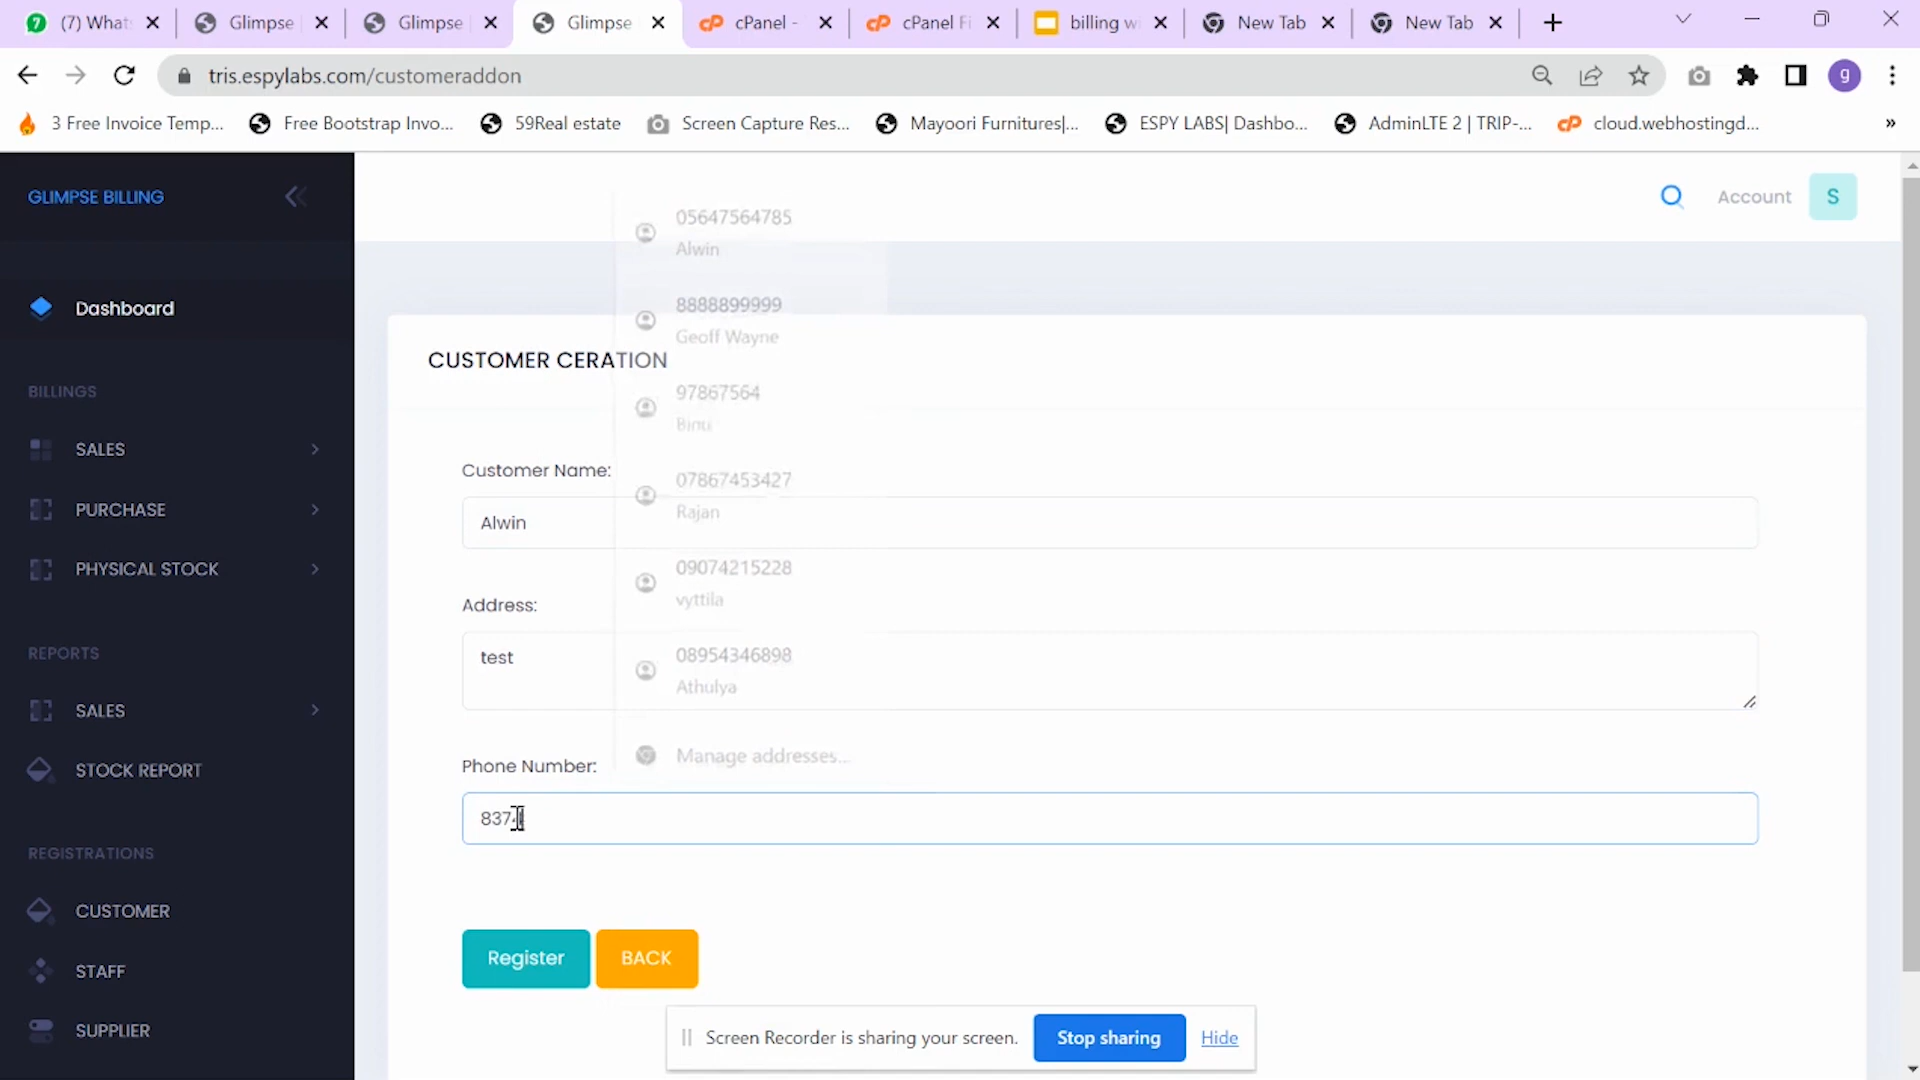 (7) Whats
Glimpse
Glimpse
Glimpse
cPanel -
cPanel Fi
billing wi
New Tab
New Tab
tris.espylabs.com/customeraddon
g
3 Free Invoice Temp...
Free Bootstrap Invo...
59Real estate
Screen Capture Res...
Mayoori Furnitures|...
ESPY LABS| Dashbo...
AdminLTE 2 | TRIP-...
cloud.webhostingd...
»
GLIMPSE BILLING
Account
S
Dashboard
BILLINGS
SALES
PURCHASE
PHYSICAL STOCK
REPORTS
SALES
STOCK REPORT
REGISTRATIONS
CUSTOMER
STAFF
SUPPLIER
CUSTOMER CERATION
Customer Name:
Alwin
Address:
test
Phone Number:
837
05647564785
Alwin
8888899999
Geoff Wayne
97867564
Binu
07867453427
Rajan
09074215228
vyttila
08954346898
Athulya
Manage addresses...
Register
BACK
Screen Recorder is sharing your screen.
Stop sharing
Hide